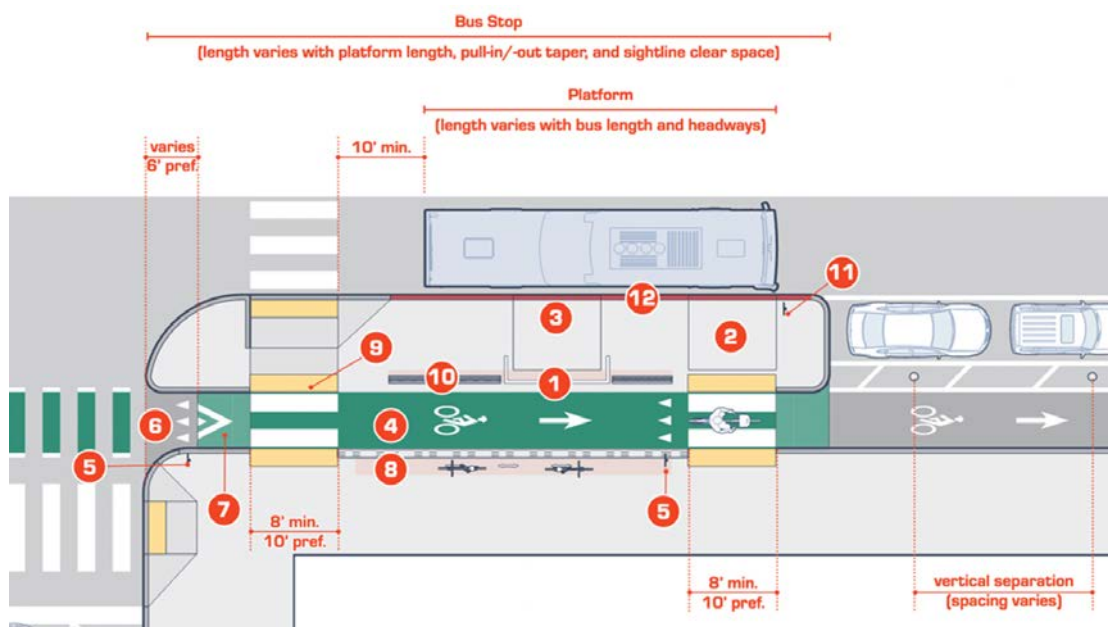 Bus Stop
(length varies with platform length, pull-in/-out taper, and sightline clear space)
Platform
(length varies with bus length and headways)
varies
6' pref.
10' min.
11
12
3
2
9
10
1
6
4
5
8
7
5
8' min.
10' pref.
8' min.
10' pref.
vertical separation
(spacing varies)